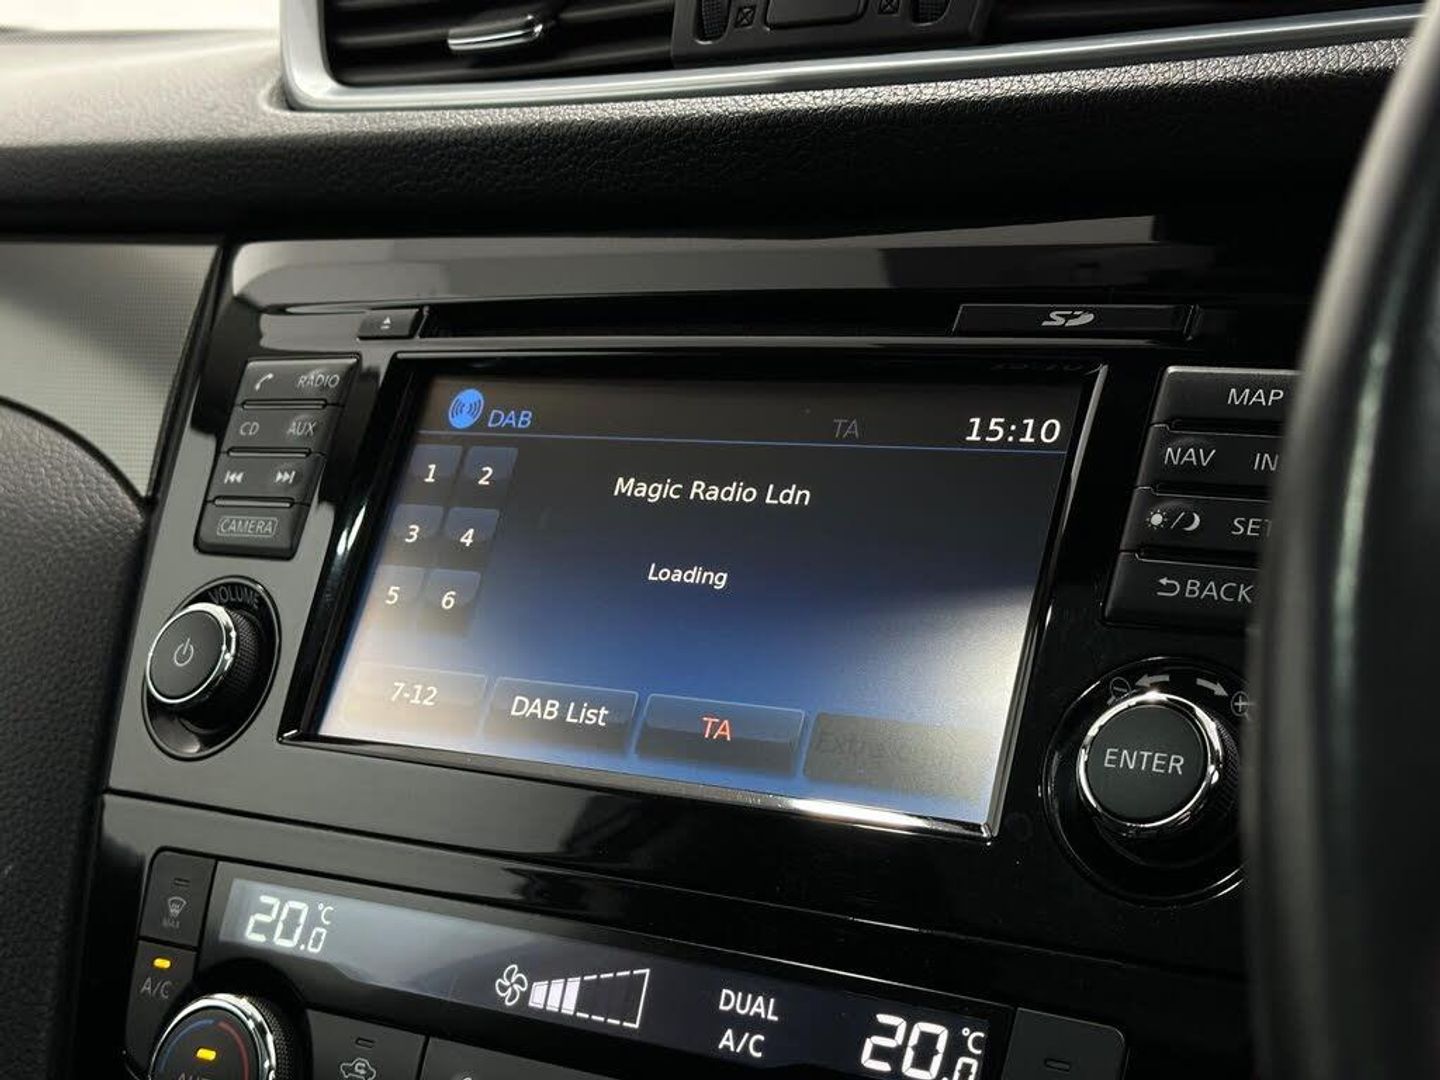 SD
RADIO
CD AUX
CAMERA
VOLUME
DAB TA 15:10
1 2
3 4
5 6
Magic Radio Ldn
Loading
7-12 DAB List TA
MAP
NAV
BACK
ENTER
MAX
A/C
20.0°C
DUAL
A/C
20.0°C